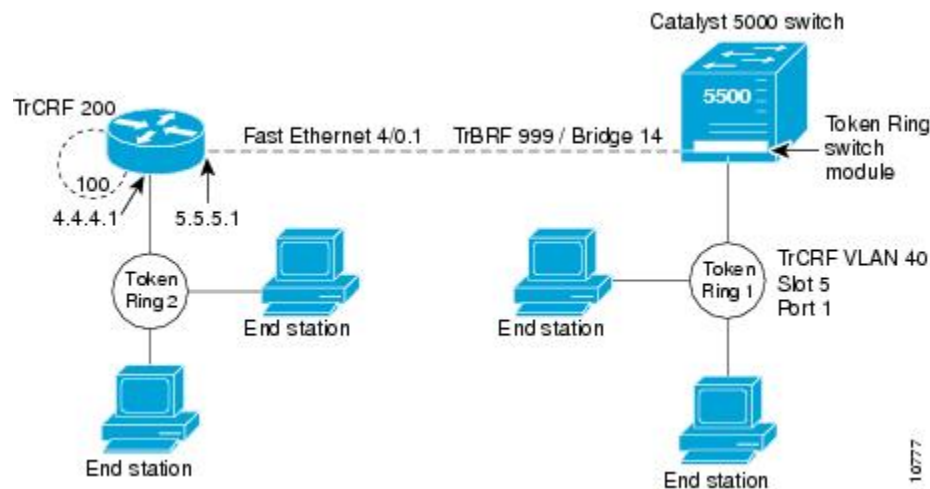 Catalyst 5000 switch
TrCRF 200
5500
Fast Ethernet 4/0.1
TrBRF 999 / Bridge 14
Token Ring
switch
module
100
4.4.4.1
5.5.5.1
Token
Ring 2
End station
End station
Token
Ring 1
TrCRF VLAN 40
Slot 5
Port 1
End station
End station
10777